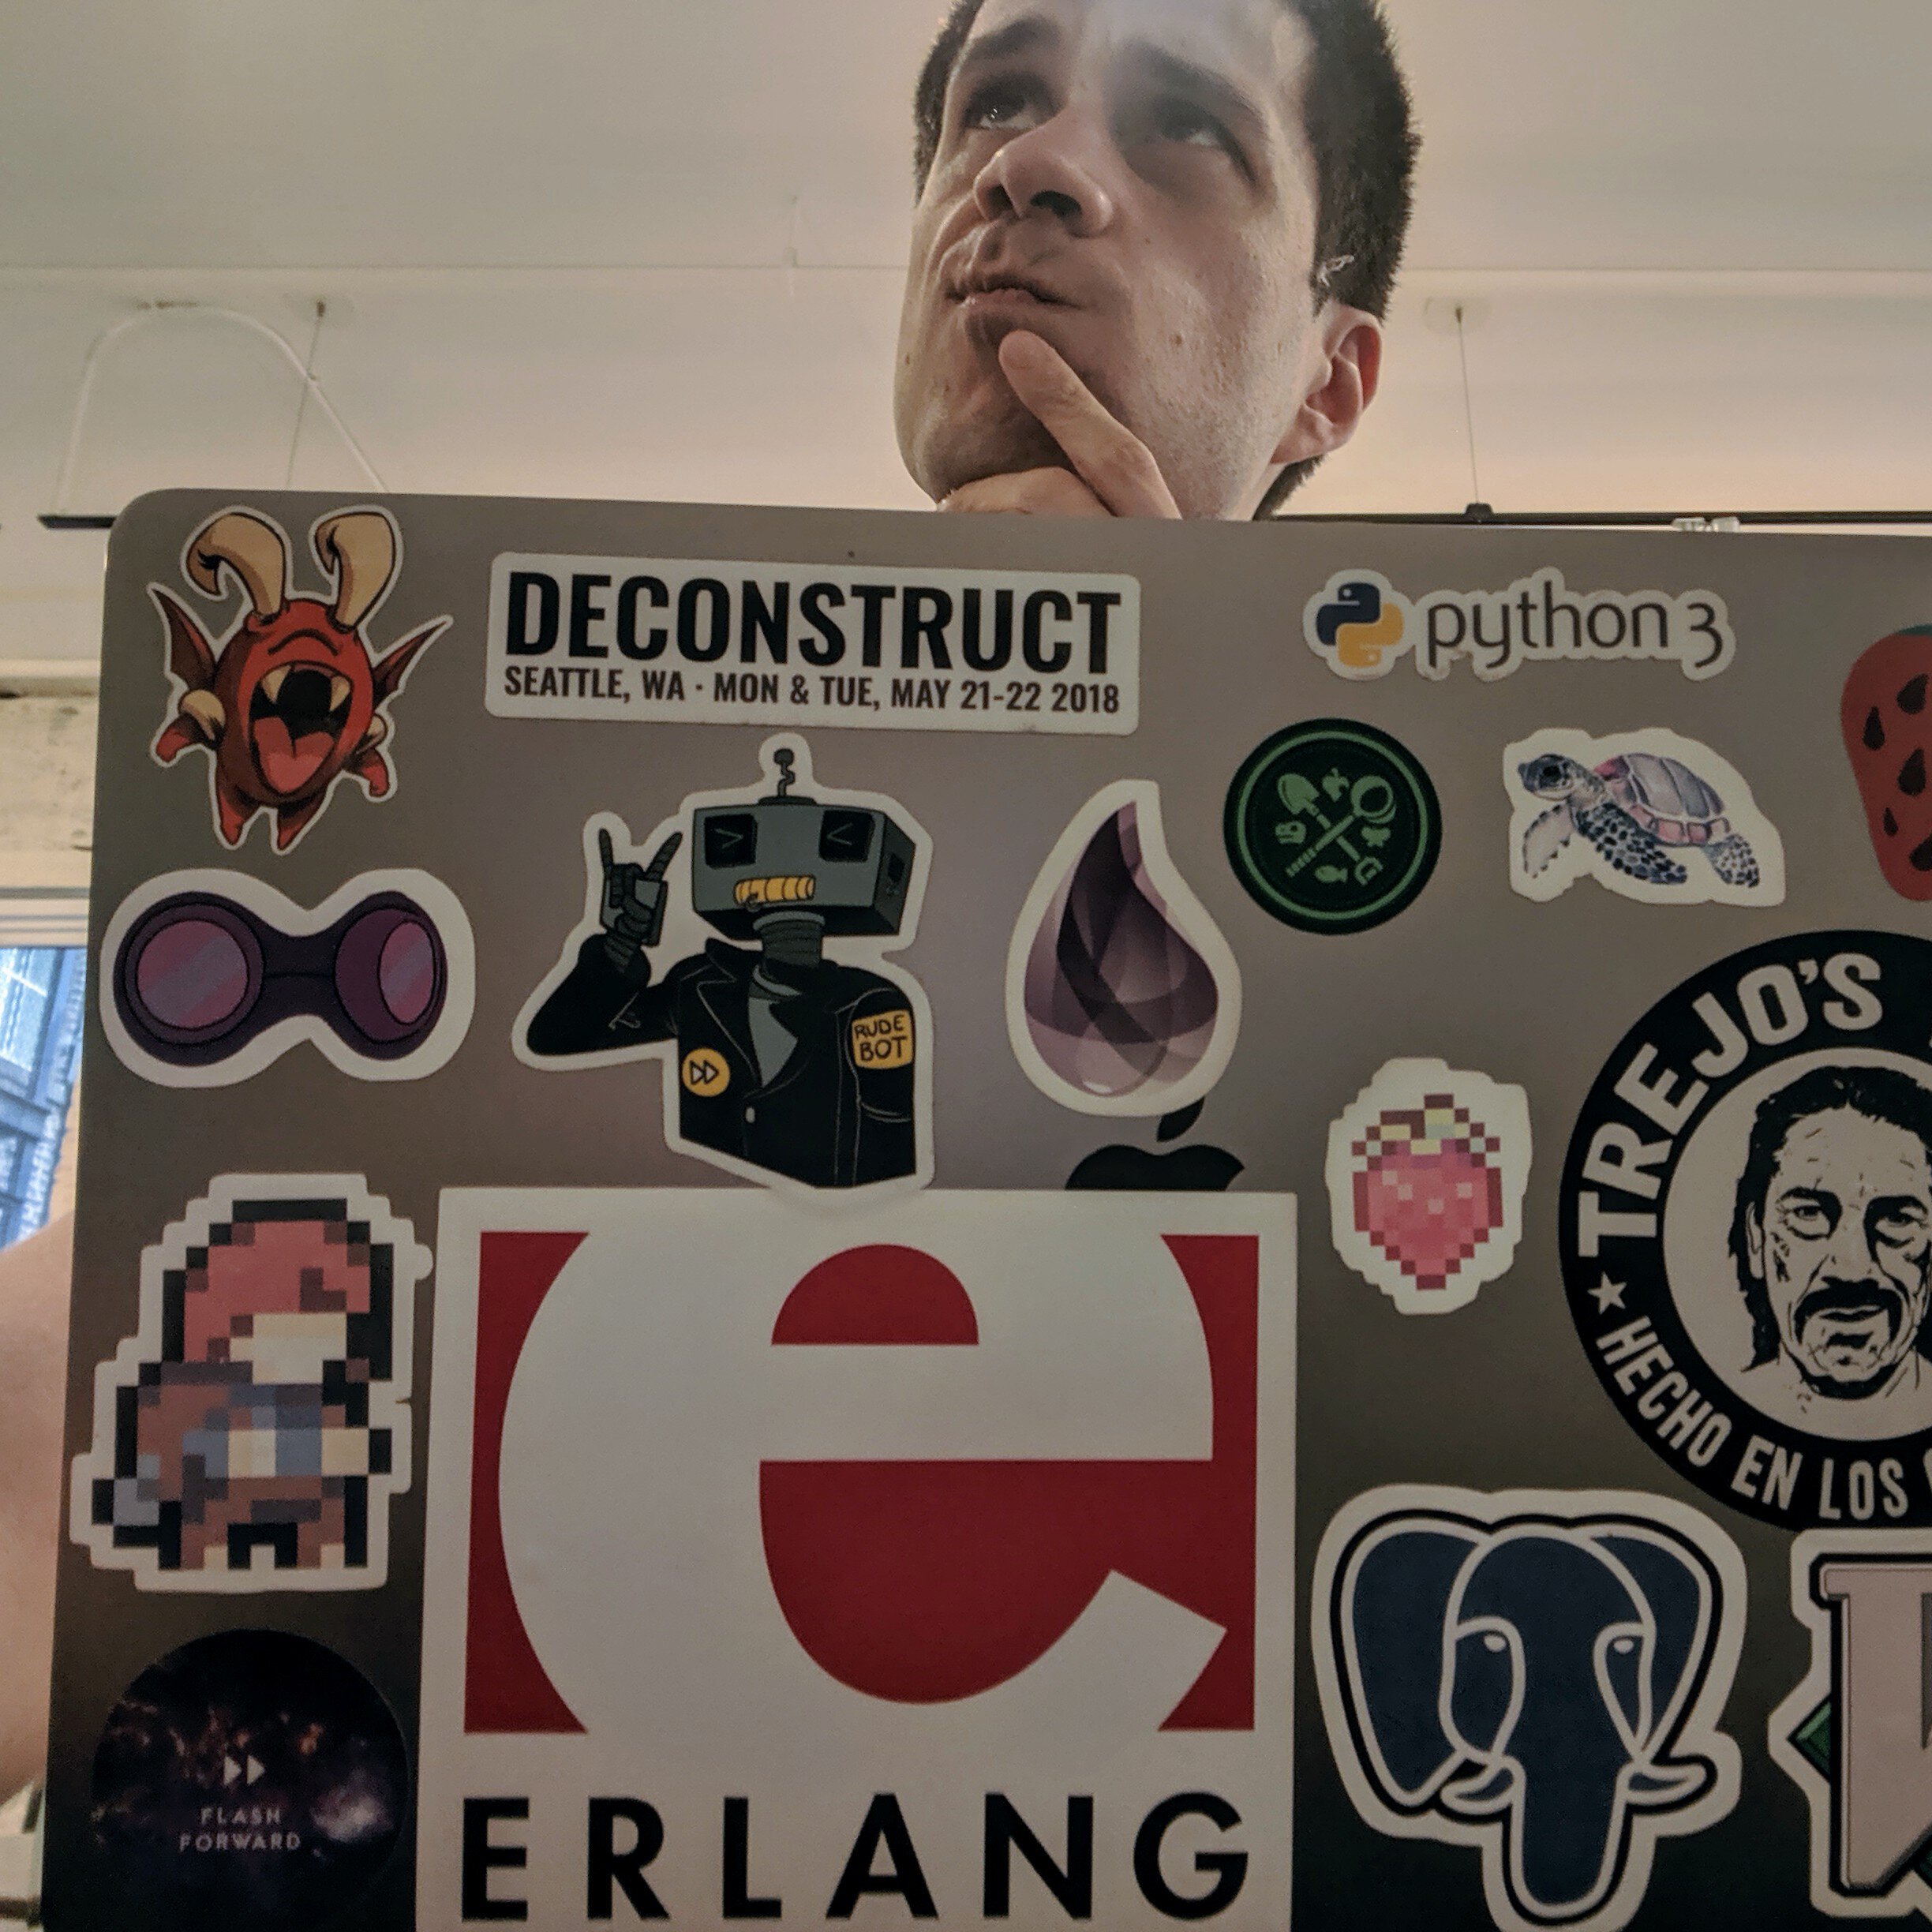 DECONSTRUCT
SEATTLE, WA · MON & TUE, MAY 21-22 2018
python 3
RUDE
BOT
TREJO'S
HECHO EN LOS
FLASH
FORWARD
ERLANG